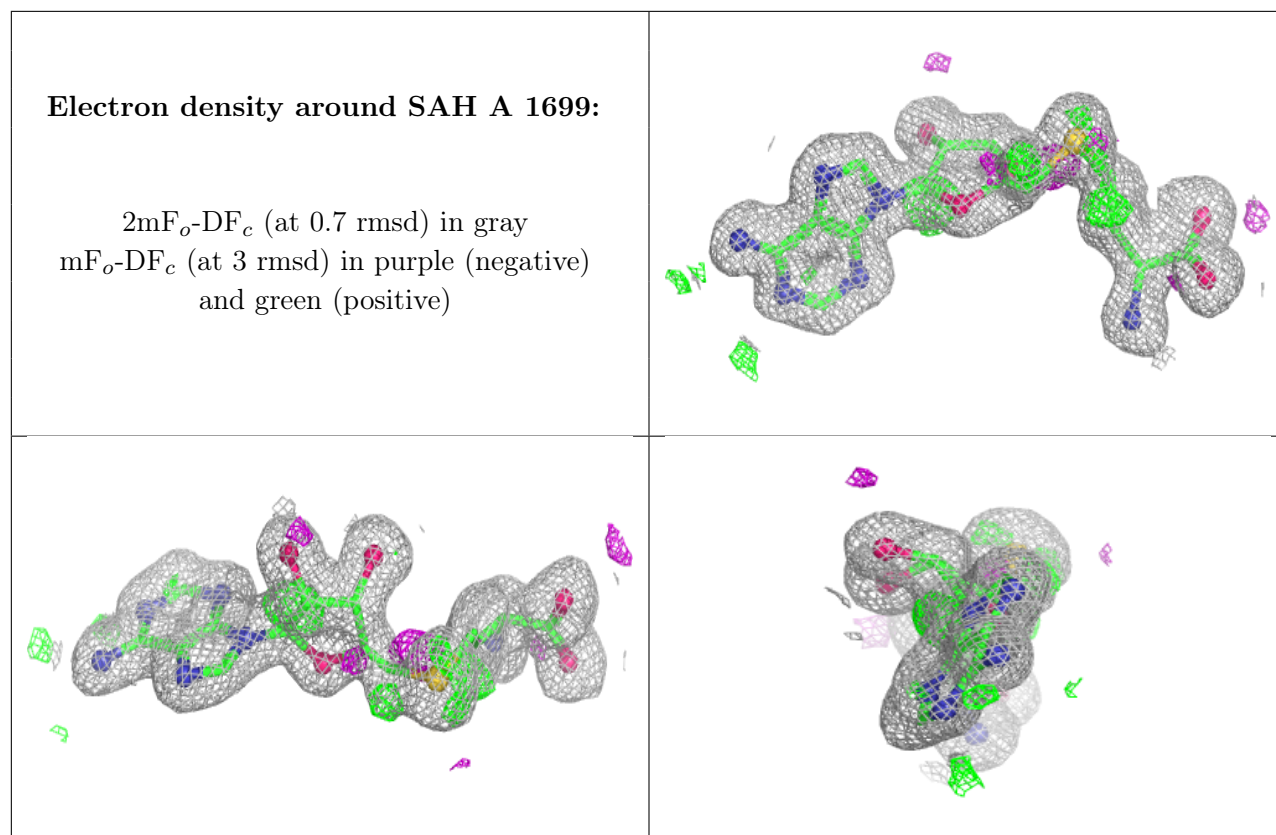 Electron density around SAH A 1699:
2mFo-DFc (at 0.7 rmsd) in gray
mFo-DFc (at 3 rmsd) in purple (negative)
and green (positive)